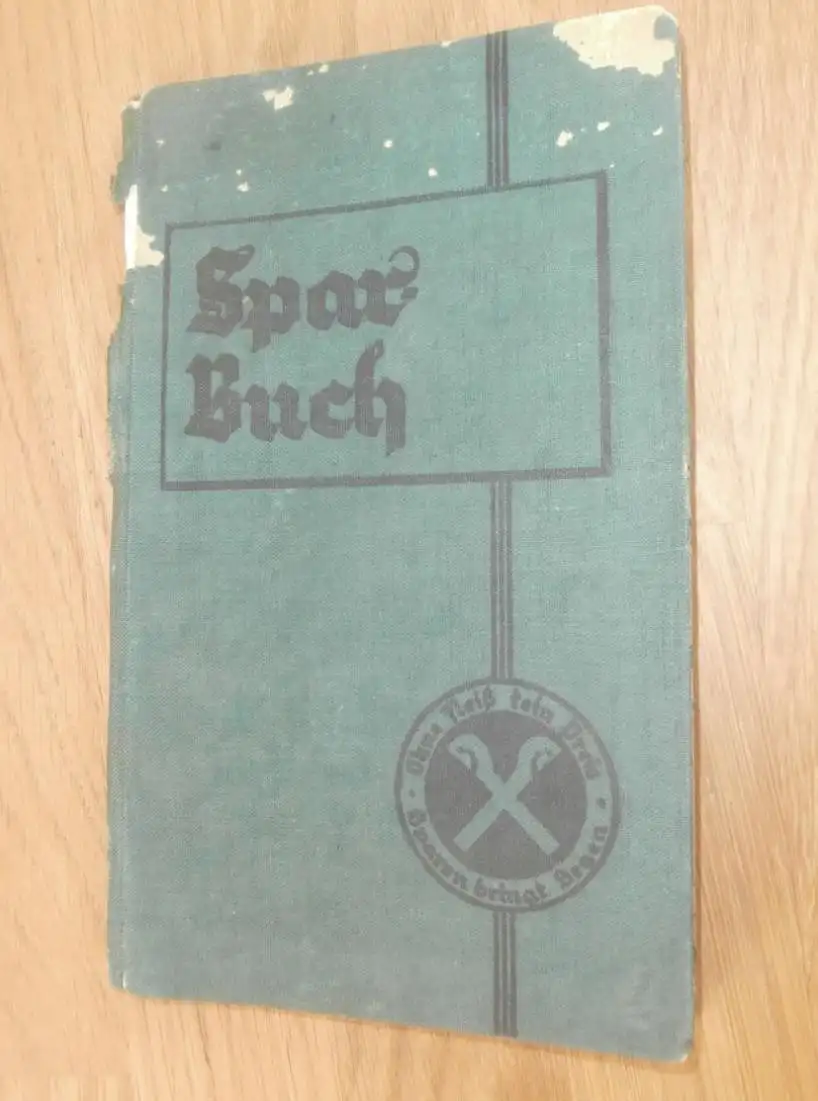 Spar-
Buch
Ohne Fleiß kein Preis
Sparen bringt Segen